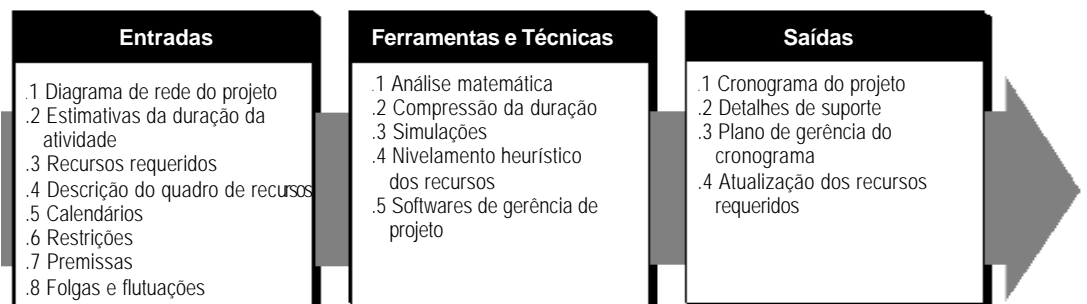 Entradas
.1 Diagrama de rede do projeto
.2 Estimativas da duração da
atividade
.3 Recursos requeridos
.4 Descrição do quadro de recursos
.5 Calendários
.6 Restrições
.7 Premissas
.8 Folgas e flutuações
Ferramentas e Técnicas
.1 Análise matemática
.2 Compressão da duração
.3 Simulações
.4 Nivelamento heurístico
dos recursos
.5 Softwares de gerência de
projeto
Saídas
.1 Cronograma do projeto
.2 Detalhes de suporte
.3 Plano de gerência do
cronograma
.4 Atualização dos recursos
requeridos